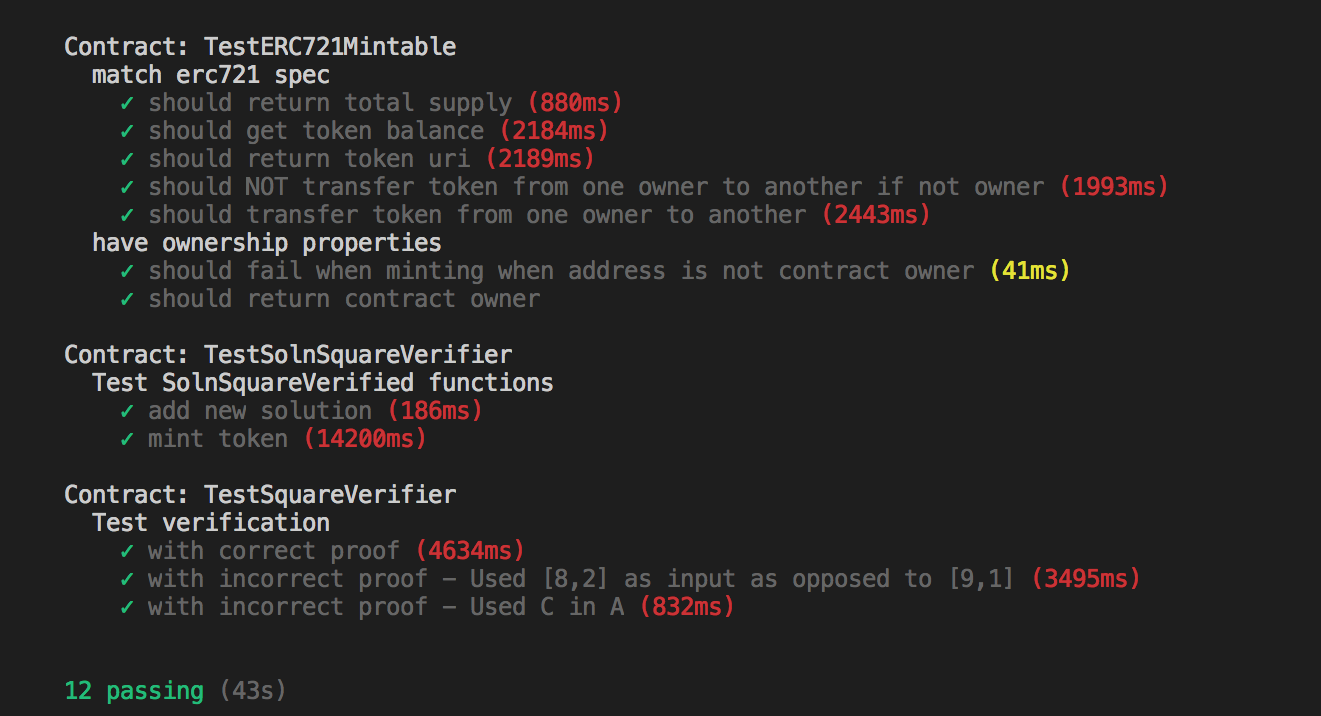 Contract: TestERC721Mintable
match erc721 spec
✓ should return total supply (880ms)
✓ should get token balance (2184ms)
✓ should return token uri (2189ms)
✓ should NOT transfer token from one owner to another if not owner (1993ms)
✓ should transfer token from one owner to another (2443ms)
have ownership properties
✓ should fail when minting when address is not contract owner (41ms)
✓ should return contract owner
Contract: TestSolnSquareVerifier
Test SolnSquareVerified functions
✓ add new solution (186ms)
✓ mint token (14200ms)
Contract: TestSquareVerifier
Test verification
✓ with correct proof (4634ms)
✓ with incorrect proof – Used [8,2] as input as opposed to [9,1] (3495ms)
✓ with incorrect proof – Used C in A (832ms)
12 passing (43s)